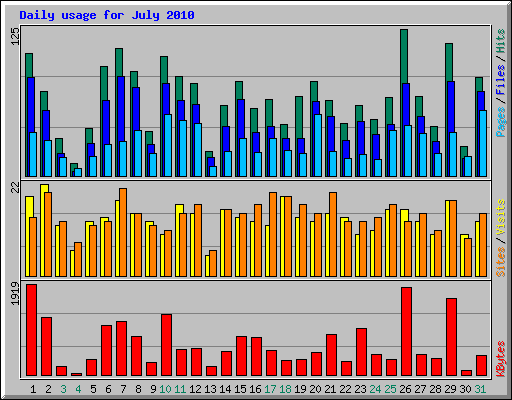 Daily usage for July 2010
125
Pages / Files / Hits
22
Sites / Visits
1919
KBytes
1 2 3 4 5 6 7 8 9 10 11 12 13 14 15 16 17 18 19 20 21 22 23 24 25 26 27 28 29 30 31